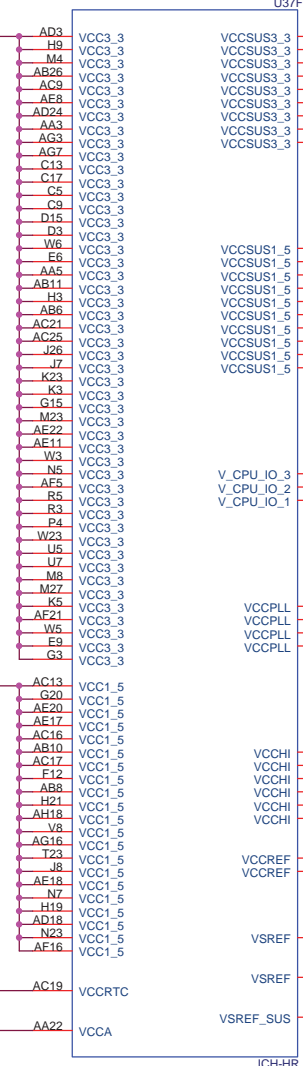 U37F
AD3 VCC3_3 VCCSUS3_3
H9 VCC3_3 VCCSUS3_3
M4 VCC3_3 VCCSUS3_3
AB26 VCC3_3 VCCSUS3_3
AC9 VCC3_3 VCCSUS3_3
AE8 VCC3_3 VCCSUS3_3
AD24 VCC3_3 VCCSUS3_3
AA3 VCC3_3 VCCSUS3_3
AG3 VCC3_3 VCCSUS3_3
AG7 VCC3_3
C13 VCC3_3
C17 VCC3_3
C5 VCC3_3
C9 VCC3_3
D15 VCC3_3
D3 VCC3_3
W6 VCC3_3 VCCSUS1_5
E6 VCC3_3 VCCSUS1_5
AA5 VCC3_3 VCCSUS1_5
AB11 VCC3_3 VCCSUS1_5
H3 VCC3_3 VCCSUS1_5
AB6 VCC3_3 VCCSUS1_5
AC21 VCC3_3 VCCSUS1_5
AC25 VCC3_3 VCCSUS1_5
J26 VCC3_3 VCCSUS1_5
J7 VCC3_3 VCCSUS1_5
K23 VCC3_3
K3 VCC3_3
G15 VCC3_3
M23 VCC3_3
AE22 VCC3_3
AE11 VCC3_3
W3 VCC3_3
N5 VCC3_3 V_CPU_IO_3
AF5 VCC3_3 V_CPU_IO_2
R5 VCC3_3 V_CPU_IO_1
R3 VCC3_3
P4 VCC3_3
W23 VCC3_3
U5 VCC3_3
U7 VCC3_3
M8 VCC3_3
M27 VCC3_3
K5 VCC3_3 VCCPLL
AF21 VCC3_3 VCCPLL
W5 VCC3_3 VCCPLL
E9 VCC3_3 VCCPLL
G3 VCC3_3
AC13 VCC1_5
G20 VCC1_5
AE20 VCC1_5
AE17 VCC1_5
AC16 VCC1_5
AB10 VCC1_5 VCCHI
AC17 VCC1_5 VCCHI
F12 VCC1_5 VCCHI
AB8 VCC1_5 VCCHI
H21 VCC1_5 VCCHI
AH18 VCC1_5 VCCHI
V8 VCC1_5
AG16 VCC1_5
T23 VCC1_5 VCCREF
J8 VCC1_5 VCCREF
AE18 VCC1_5
N7 VCC1_5
H19 VCC1_5
AD18 VCC1_5
N23 VCC1_5 VSREF
AF16 VCC1_5
VSREF
AC19 VCCRTC
VSREF_SUS
AA22 VCCA
ICH-HR